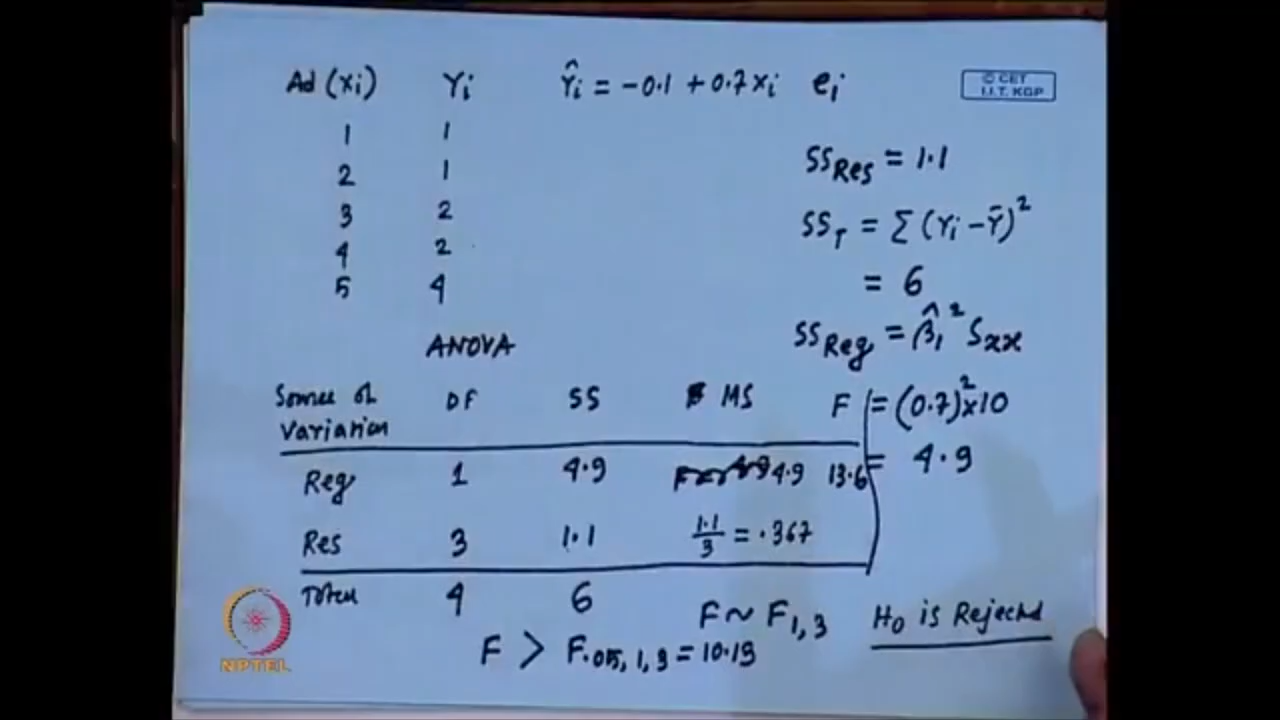 Ad (xi) Yi Ŷi = -0.1 + 0.7xi ei
© CET
I.I.T. KGP
1 1
2 1
3 2
4 2
5 4
SSRes = 1.1
SST = Σ (Yi - Ȳ)²
= 6
SSReg = β̂1² Sxx
= (0.7)² x 10
= 4.9
ANOVA
Source of Variation DF SS MS F
Reg 1 4.9 4.9 13.6
Res 3 1.1 1.1/3 = .367
Total 4 6
F ~ F1,3 H0 is Rejected
F > F.05, 1, 3 = 10.13
NPTEL